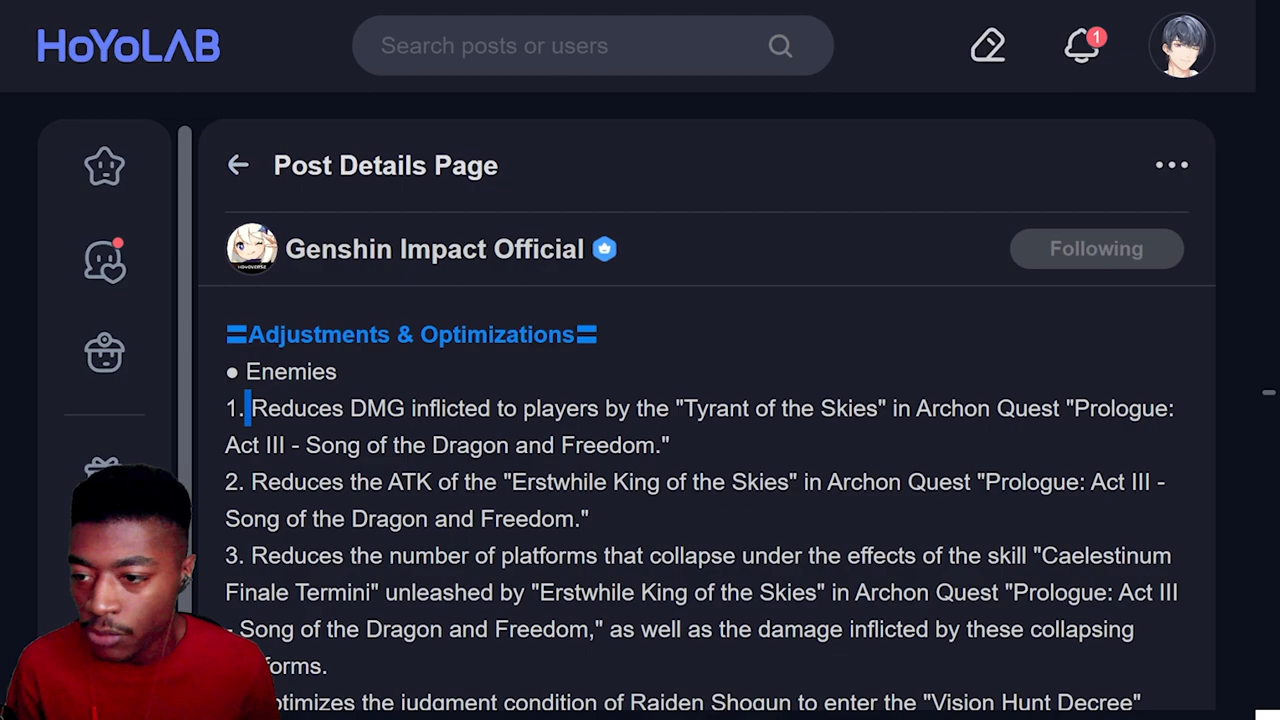 HoYoLAB
Search posts or users
1
Post Details Page
Genshin Impact Official
Following
〓Adjustments & Optimizations〓
● Enemies
1. Reduces DMG inflicted to players by the "Tyrant of the Skies" in Archon Quest "Prologue:
Act III - Song of the Dragon and Freedom."
2. Reduces the ATK of the "Erstwhile King of the Skies" in Archon Quest "Prologue: Act III -
Song of the Dragon and Freedom."
3. Reduces the number of platforms that collapse under the effects of the skill "Caelestinum
Finale Termini" unleashed by "Erstwhile King of the Skies" in Archon Quest "Prologue: Act III
- Song of the Dragon and Freedom," as well as the damage inflicted by these collapsing
forms.
ptimizes the judgment condition of Raiden Shogun to enter the "Vision Hunt Decree"